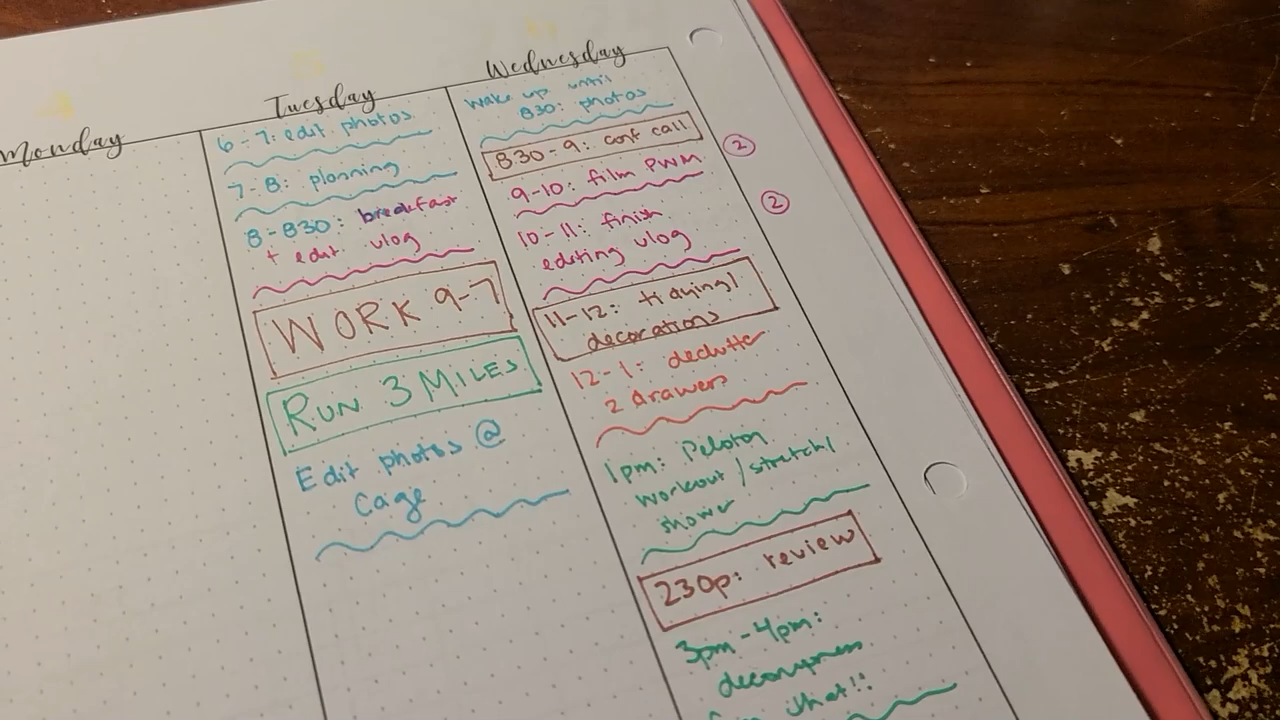 Monday
Tuesday
6-7: edit photos
7-8: planning
8-830: breakfast
+ edit vlog
WORK 9-7
RUN 3 MILES
Edit photos @
Caige
Wednesday
wake up until
830: photos
830-9: conf call
9-10: film PWM
2
10-11: finish
editing vlog
2
11-12:
decorations
12-1: declutter
2 drawers
1pm: Peloton
workout/stretch/
shower
230p: review
3pm-4pm:
decompress
chat!!